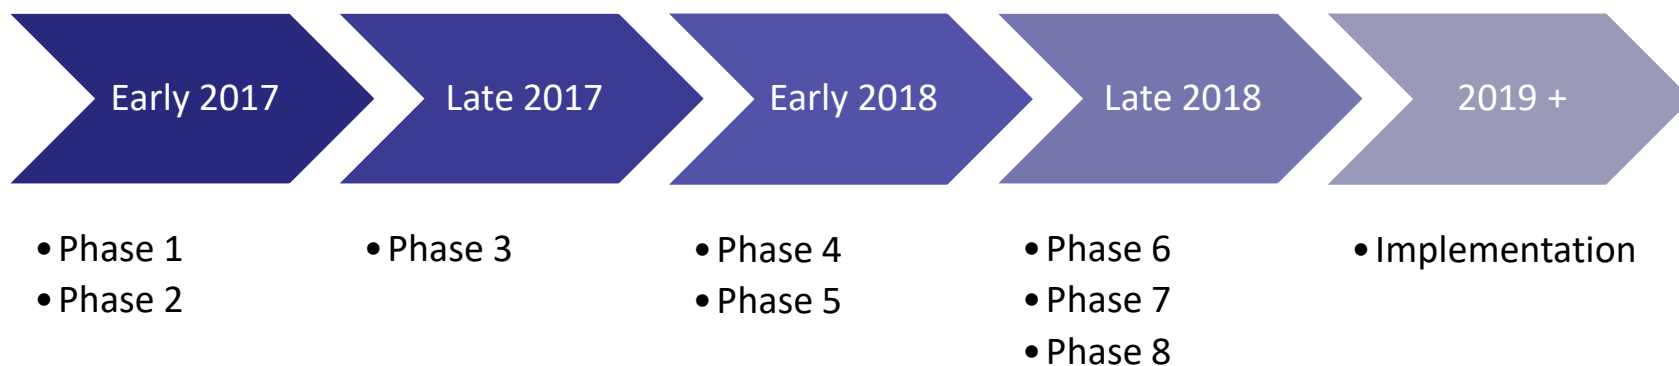 Early 2017
Late 2017
Early 2018
Late 2018
2019 +
• Phase 1
• Phase 2
• Phase 3
• Phase 4
• Phase 5
• Phase 6
• Phase 7
• Phase 8
• Implementation